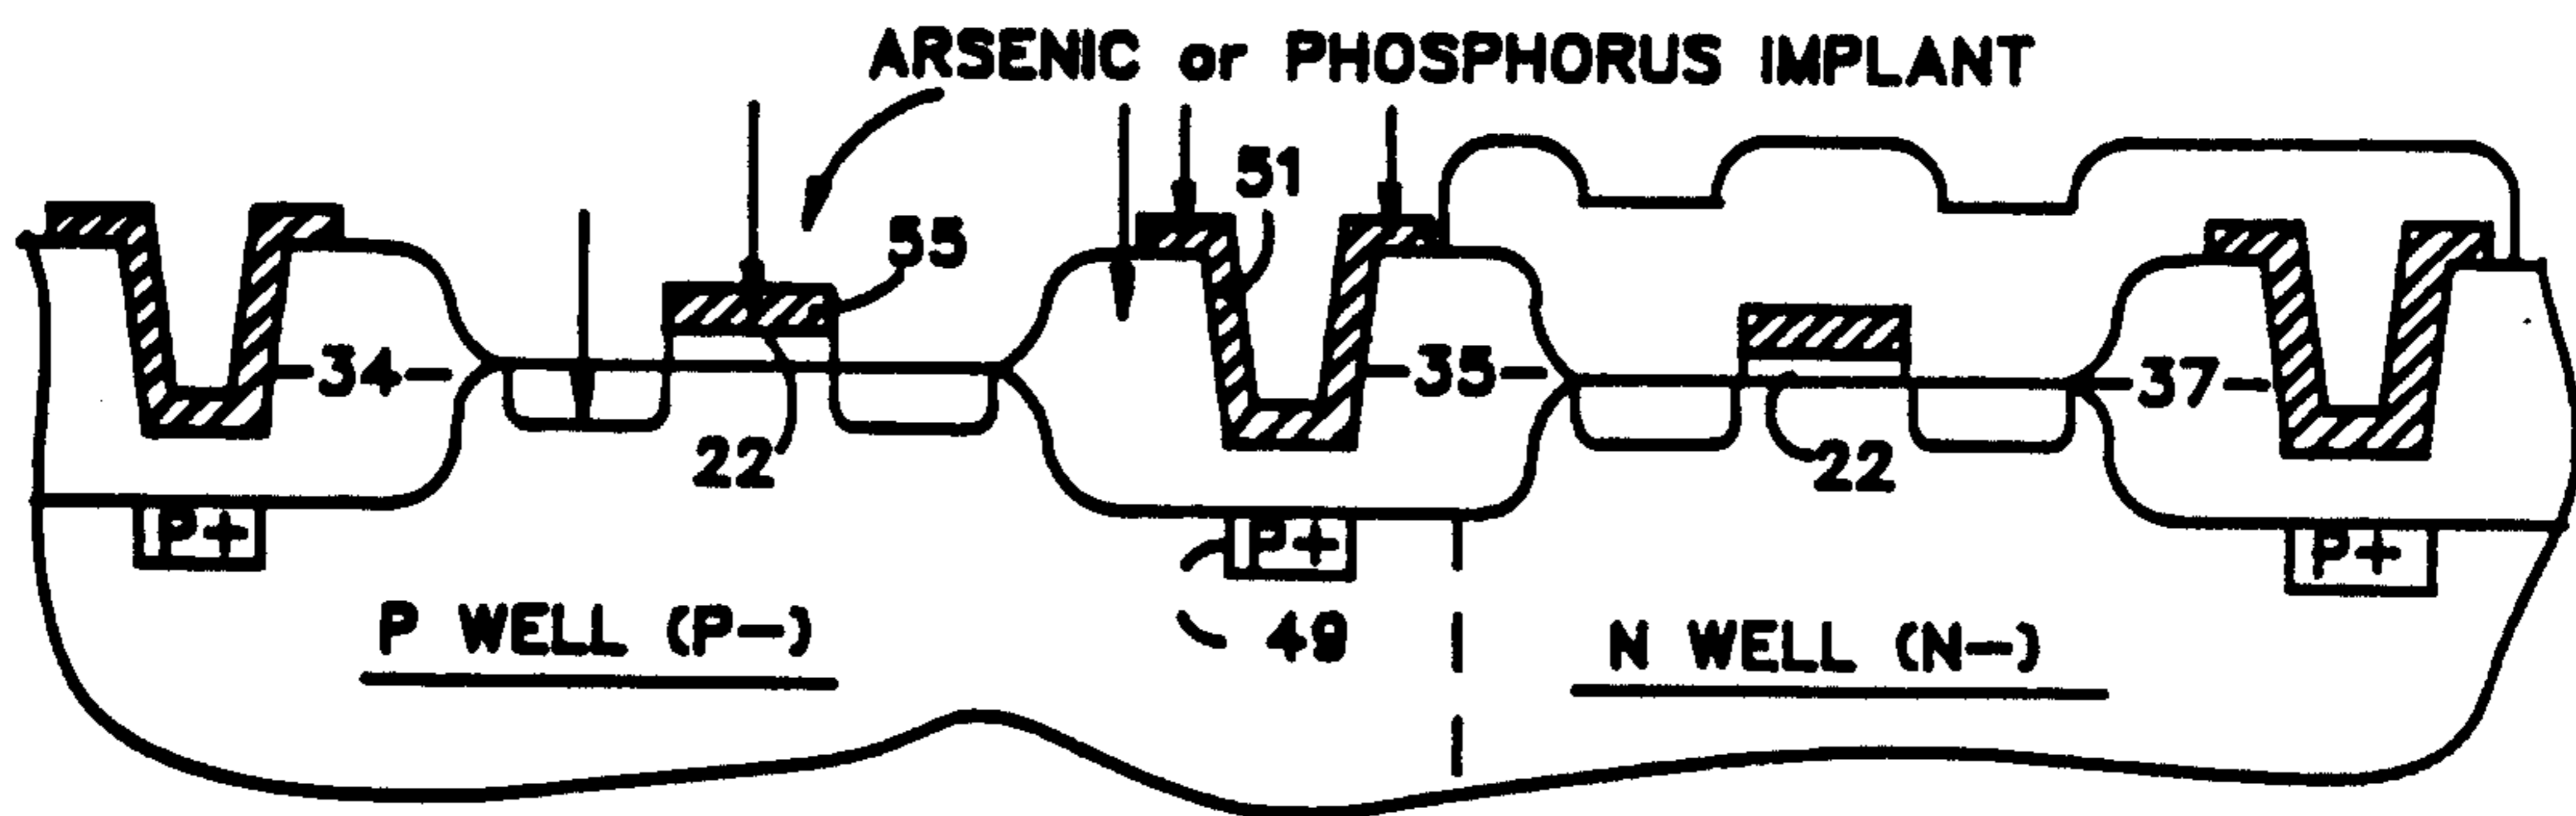 ARSENIC or PHOSPHORUS IMPLANT
51
55
-34-
-35-
-37-
22
22
P+
P+
P+
49
P WELL (P-)
N WELL (N-)